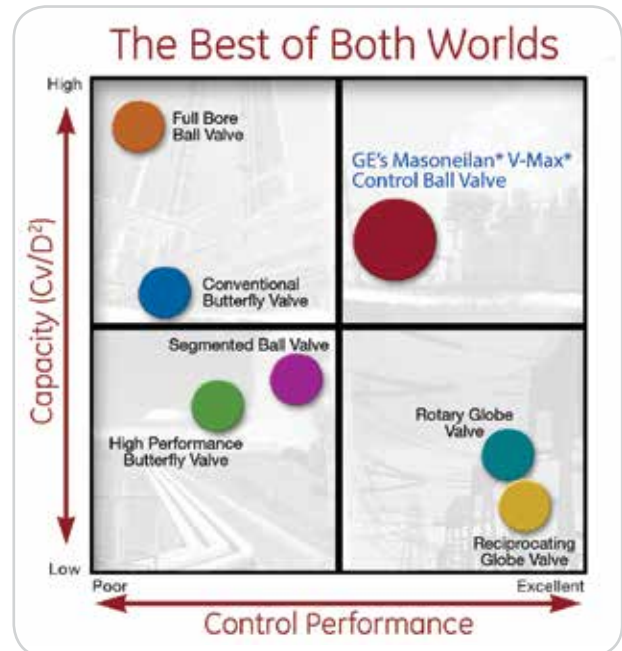 The Best of Both Worlds
High
Full Bore
Ball Valve
GE's Masoneilan* V-Max*
Control Ball Valve
Capacity (Cv/D²)
Conventional
Butterfly Valve
Segmented Ball Valve
High Performance
Butterfly Valve
Rotary Globe
Valve
Reciprocating
Globe Valve
Low
Poor
Excellent
Control Performance